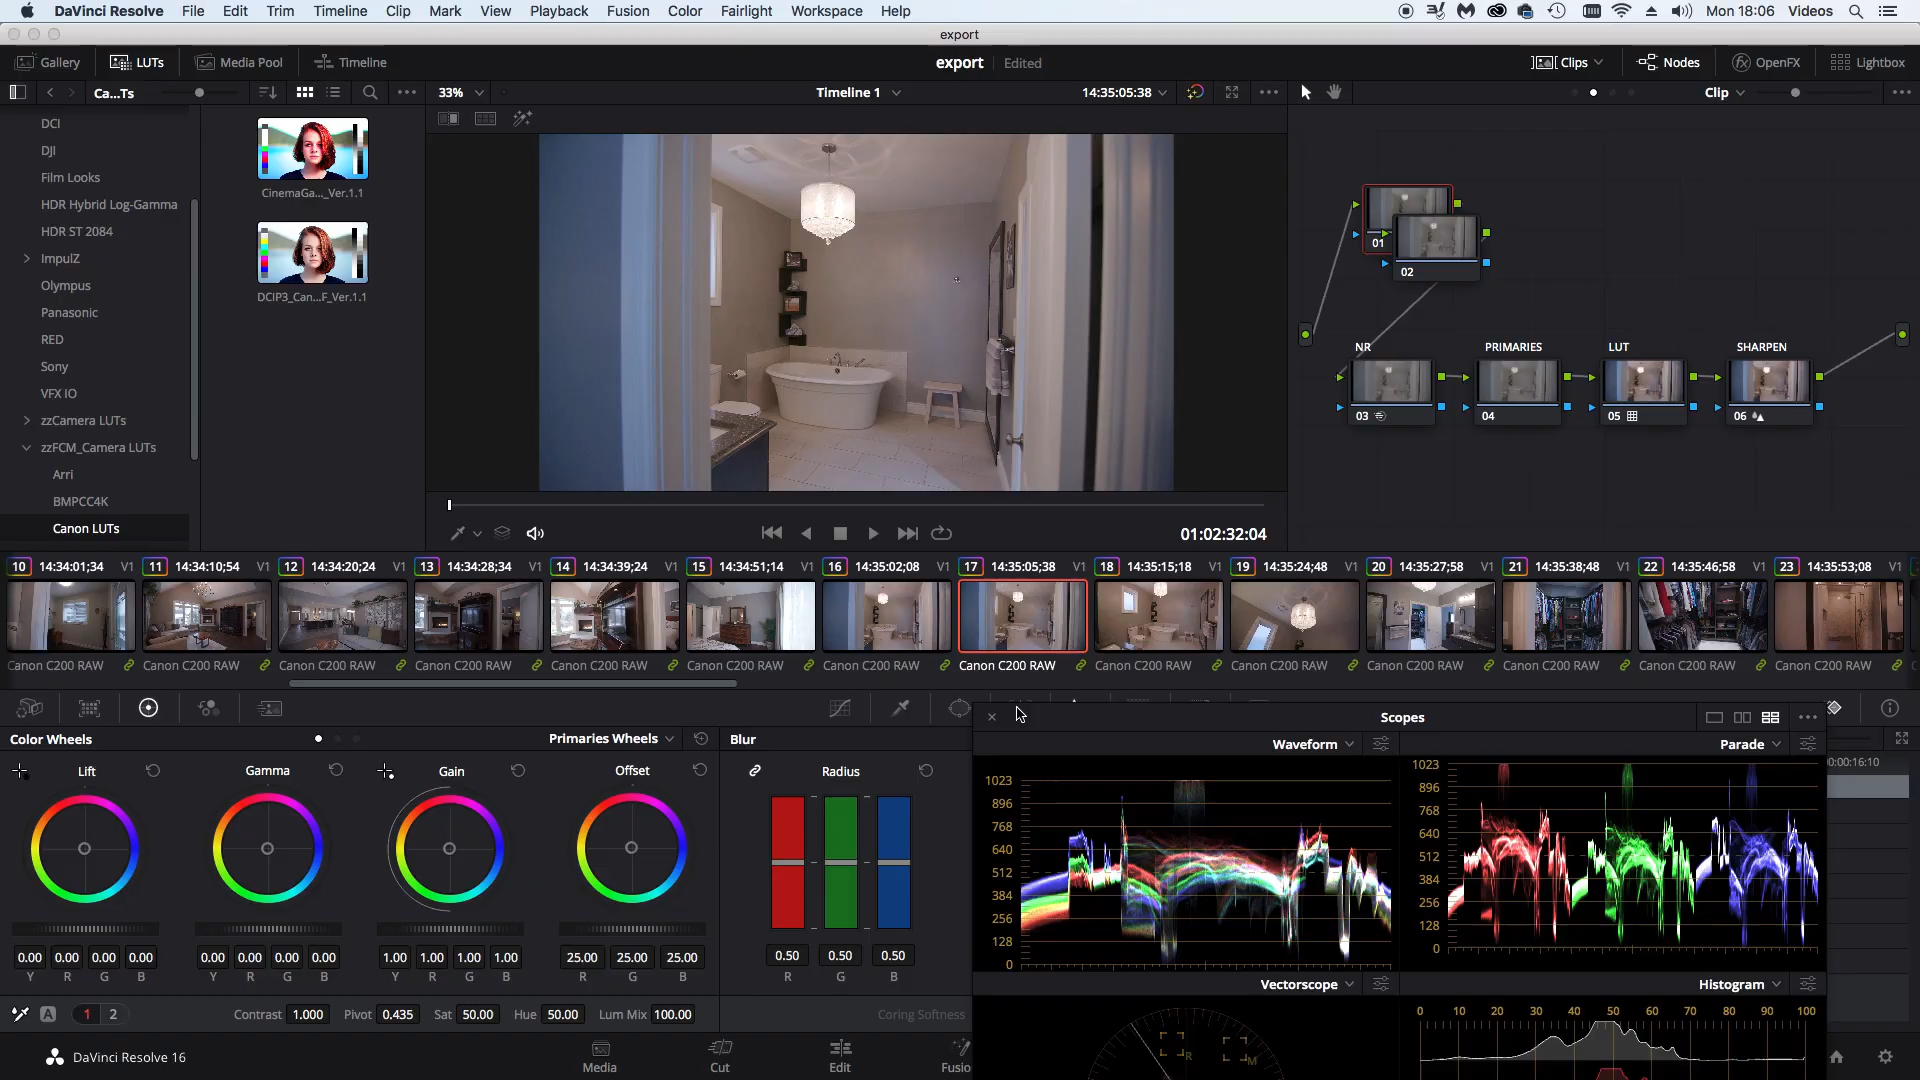 DaVinci Resolve File Edit Trim Timeline Clip Mark View Playback Fusion Color Fairlight Workspace Help Mon 18:06 Videos
export
Gallery LUTs Media Pool Timeline export Edited Clips Nodes OpenFX Lightbox
Ca...Ts 33% Timeline 1 14:35:05:38 Clip
DCI
DJI
Film Looks
HDR Hybrid Log-Gamma
HDR ST 2084
ImpulZ
Olympus
Panasonic
RED
Sony
VFX IO
zzCamera LUTs
zzFCM_Camera LUTs
Arri
BMPCC4K
Canon LUTs
CinemaGa..._Ver.1.1
DCIP3_Can...F_Ver.1.1
01
02
NR PRIMARIES LUT SHARPEN
03 04 05 06
01:02:32:04
10 14:34:01;34 V1 11 14:34:10;54 V1 12 14:34:20;24 V1 13 14:34:28;34 V1 14 14:34:39;24 V1 15 14:34:51;14 V1 16 14:35:02;08 V1 17 14:35:05;38 V1 18 14:35:15;18 V1 19 14:35:24;48 V1 20 14:35:27;58 V1 21 14:35:38;48 V1 22 14:35:46;58 V1 23 14:35:53;08 V1
Canon C200 RAW Canon C200 RAW Canon C200 RAW Canon C200 RAW Canon C200 RAW Canon C200 RAW Canon C200 RAW Canon C200 RAW Canon C200 RAW Canon C200 RAW Canon C200 RAW Canon C200 RAW Canon C200 RAW Canon C200 RAW
Color Wheels Primaries Wheels Blur
Lift Gamma Gain Offset Radius
0.00 0.00 0.00 0.00 0.00 0.00 0.00 0.00 1.00 1.00 1.00 1.00 25.00 25.00 25.00 0.50 0.50 0.50
Y R G B Y R G B Y R G B R G B R G B
A 1 2 Contrast 1.000 Pivot 0.435 Sat 50.00 Hue 50.00 Lum Mix 100.00 Coring Softness
Scopes
Waveform Parade
1023
896
768
640
512
384
256
128
0
1023
896
768
640
512
384
256
128
0
00:00:16:10
Vectorscope Histogram
R M
0 10 20 30 40 50 60 70 80 90 100
DaVinci Resolve 16 Media Cut Edit Fusio